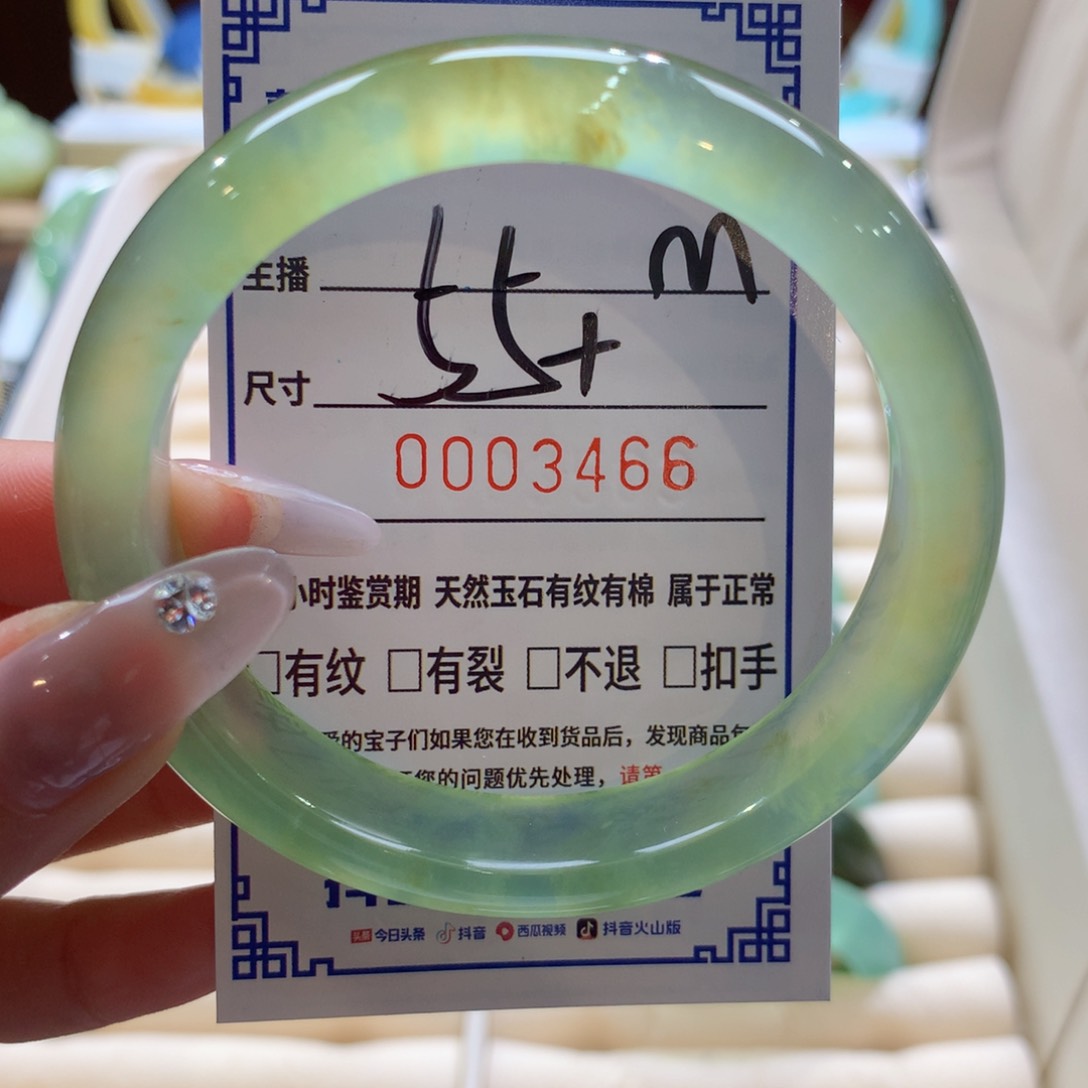 主播 M
尺寸 55+
0003466
小时鉴赏期 天然玉石有纹有棉 属于正常
□有纹 □有裂 □不退 □扣手
的宝子们如果您在收到货品后，发现商品
您的问题优先处理，请第
头条 今日头条 抖音 西瓜视频 抖音火山版